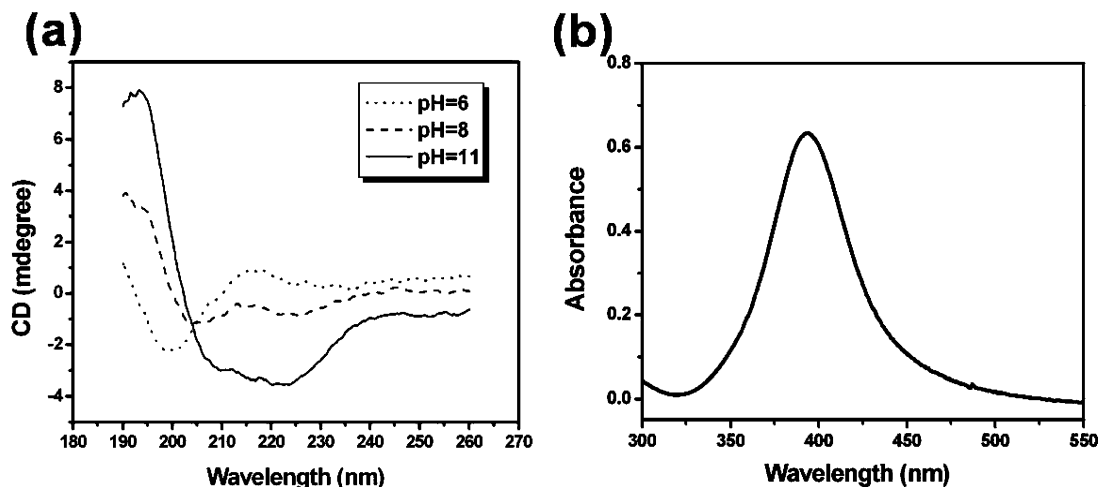 (a)
pH=6
pH=8
pH=11
8
6
4
2
0
-2
-4
180 190 200 210 220 230 240 250 260 270
CD (mdegree)
Wavelength (nm)
(b)
0.8
0.6
0.4
0.2
0.0
300 350 400 450 500 550
Absorbance
Wavelength (nm)